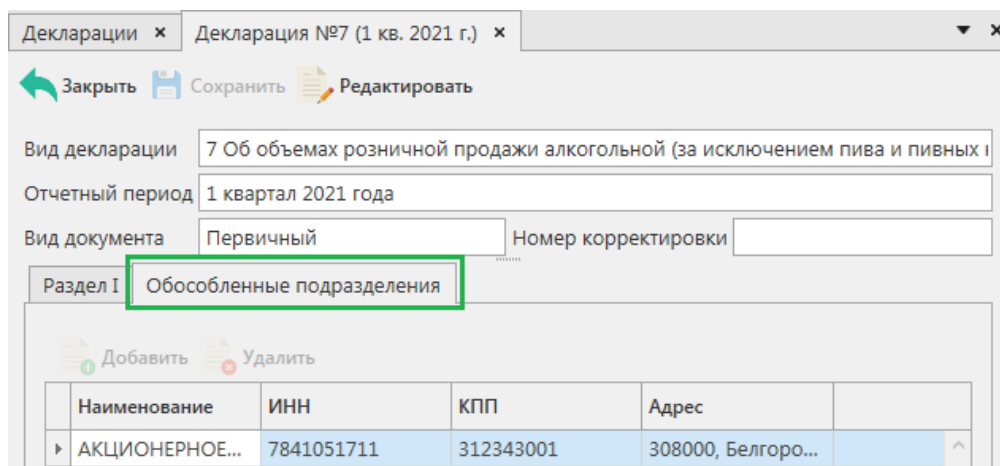 Декларации × Декларация №7 (1 кв. 2021 г.) ×
Закрыть Сохранить Редактировать
Вид декларации 7 Об объемах розничной продажи алкогольной (за исключением пива и пивных
Отчетный период 1 квартал 2021 года
Вид документа Первичный Номер корректировки
Раздел I Обособленные подразделения
Добавить Удалить
Наименование ИНН КПП Адрес
АКЦИОНЕРНОЕ... 7841051711 312343001 308000, Белгоро...